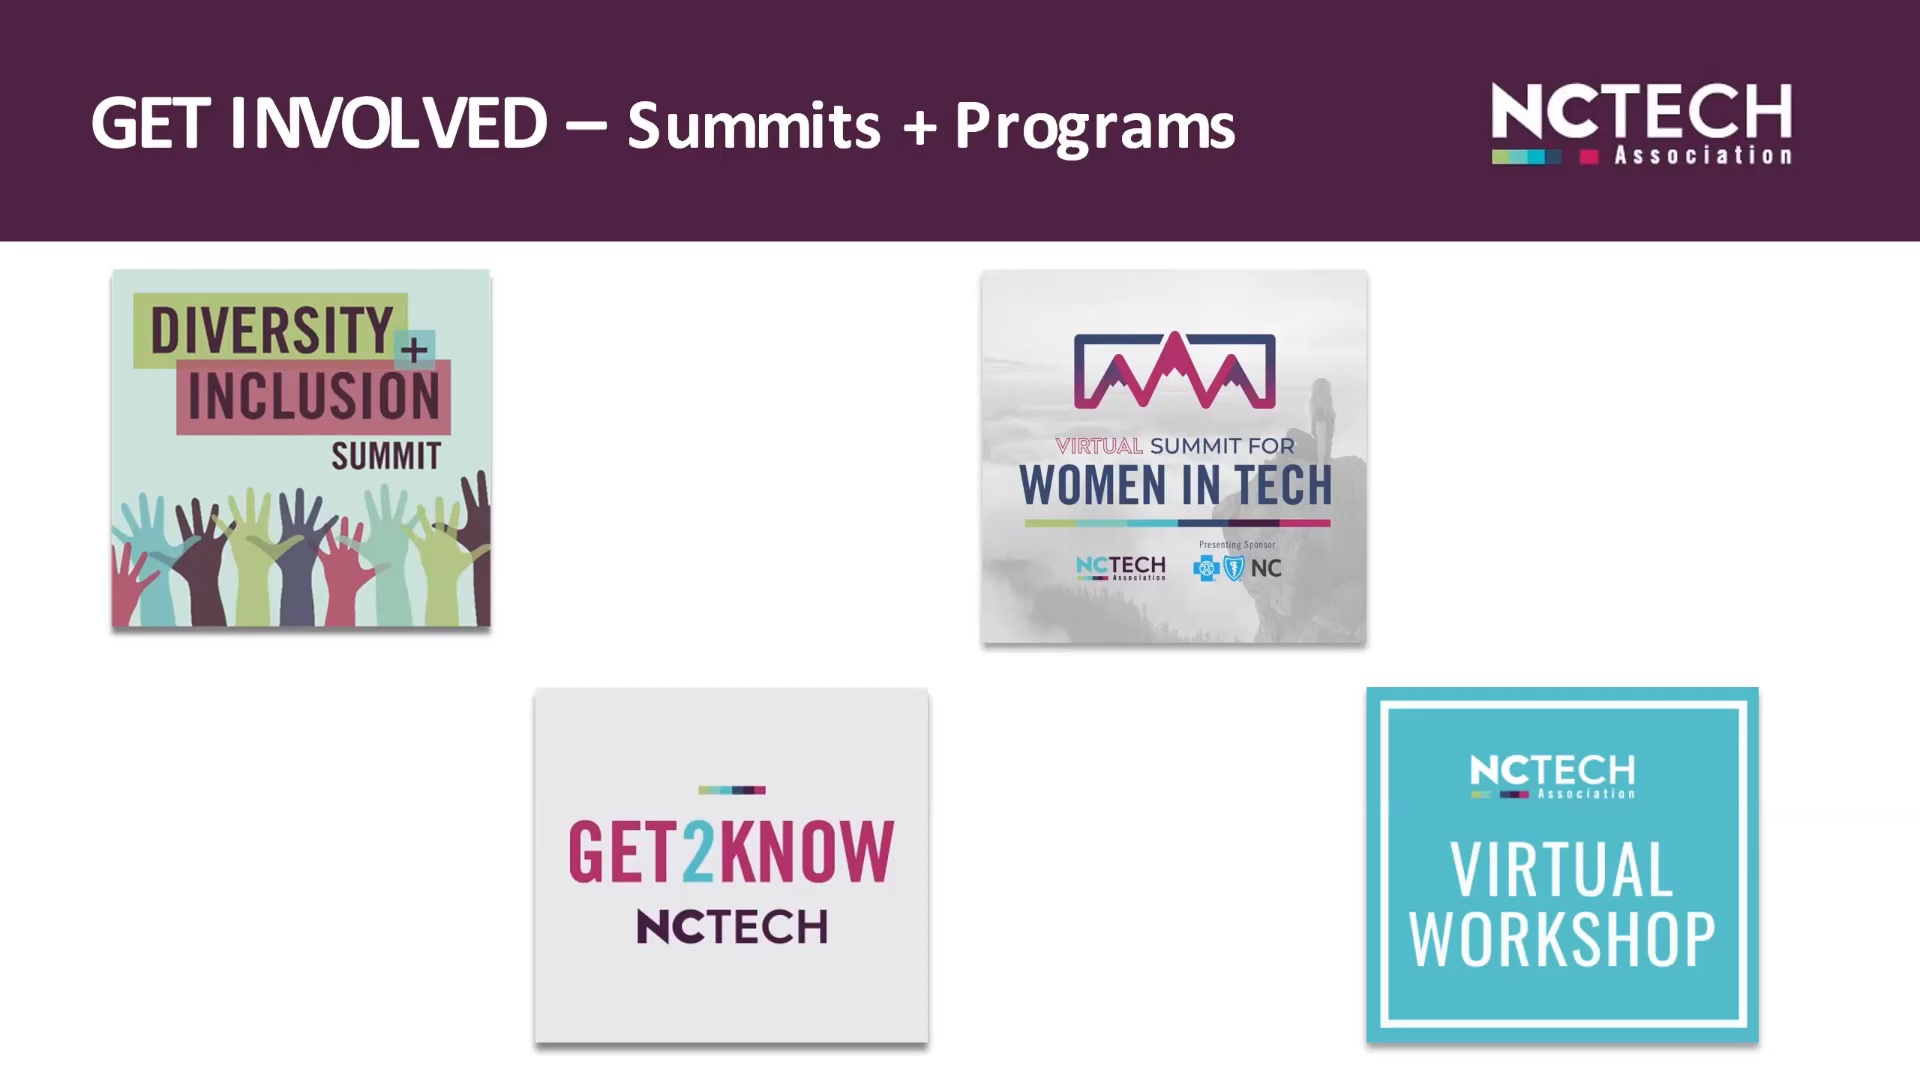 GET INVOLVED – Summits + Programs
NCTECH
Association
DIVERSITY
+
INCLUSION
SUMMIT
VIRTUAL SUMMIT FOR
WOMEN IN TECH
Presenting Sponsor
NCTECH
Association
NC
GET2KNOW
NCTECH
NCTECH
Association
VIRTUAL
WORKSHOP